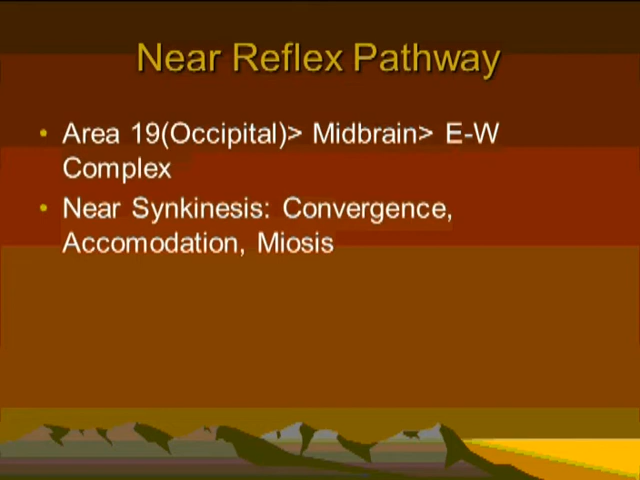 Near Reflex Pathway
• Area 19(Occipital)> Midbrain> E-W
Complex
• Near Synkinesis: Convergence,
Accomodation, Miosis